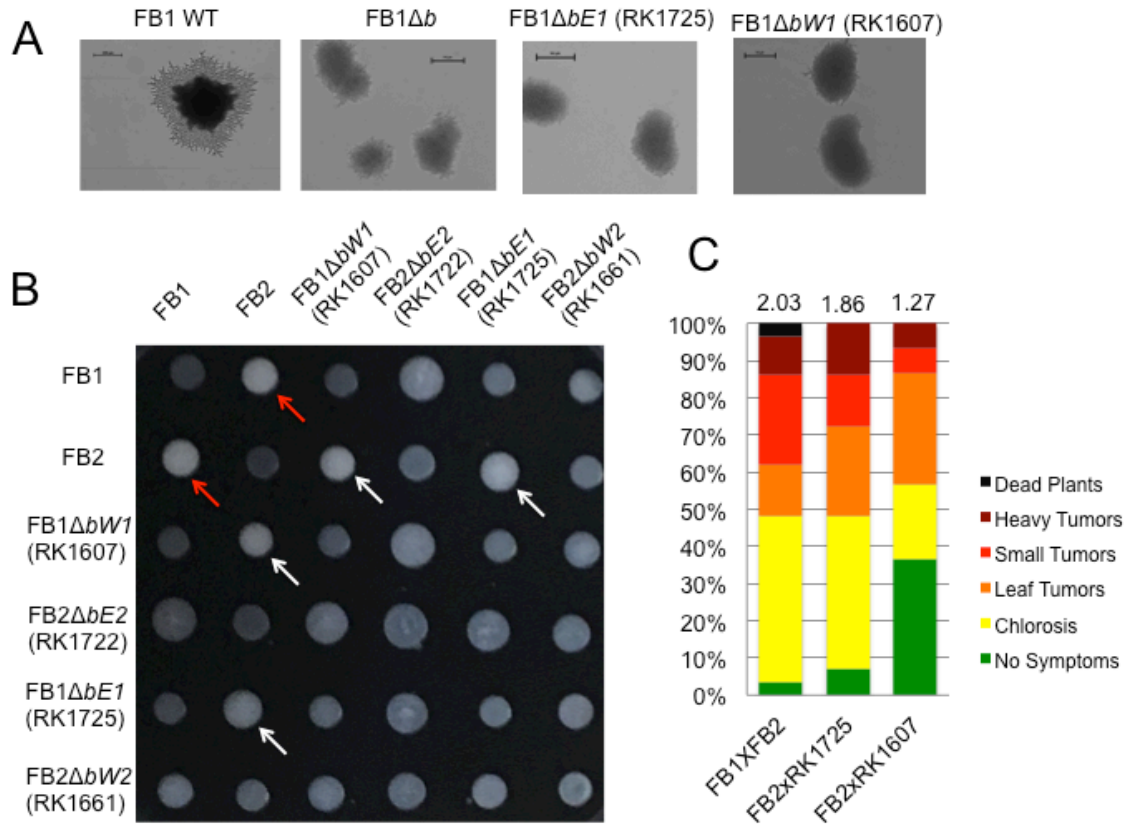 A
FB1 WT
FB1Δb
FB1ΔbE1 (RK1725)
FB1ΔbW1 (RK1607)
B
FB1
FB2
FB1ΔbW1
(RK1607)
FB2ΔbE2
(RK1722)
FB1ΔbE1
(RK1725)
FB2ΔbW2
(RK1661)
FB1
FB2
FB1ΔbW1
(RK1607)
FB2ΔbE2
(RK1722)
FB1ΔbE1
(RK1725)
FB2ΔbW2
(RK1661)
C
2.03 1.86 1.27
100%
90%
80%
70%
60%
50%
40%
30%
20%
10%
0%
FB1XFB2
FB2xRK1725
FB2xRK1607
Dead Plants
Heavy Tumors
Small Tumors
Leaf Tumors
Chlorosis
No Symptoms